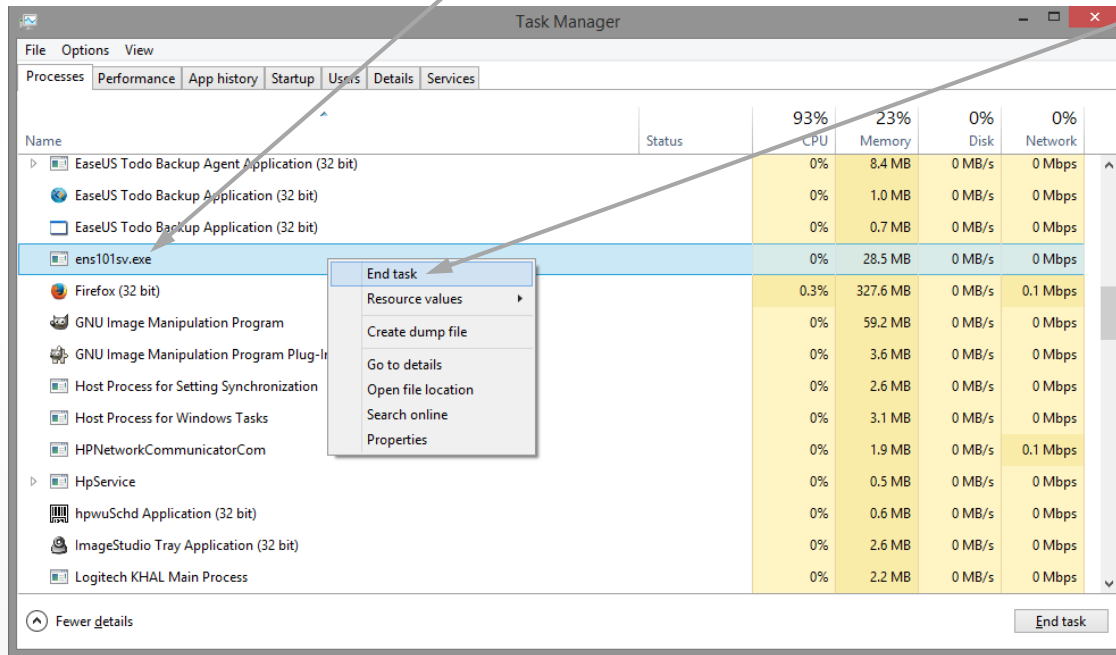 Task Manager
File Options View
Processes Performance App history Startup Users Details Services
93% 23% 0% 0%
Name Status CPU Memory Disk Network
EaseUS Todo Backup Agent Application (32 bit) 0% 8.4 MB 0 MB/s 0 Mbps
EaseUS Todo Backup Application (32 bit) 0% 1.0 MB 0 MB/s 0 Mbps
EaseUS Todo Backup Application (32 bit) 0% 0.7 MB 0 MB/s 0 Mbps
ens101sv.exe 0% 28.5 MB 0 MB/s 0 Mbps
End task
Firefox (32 bit) 0.3% 327.6 MB 0 MB/s 0.1 Mbps
Resource values
GNU Image Manipulation Program 0% 59.2 MB 0 MB/s 0 Mbps
Create dump file
GNU Image Manipulation Program Plug-In 0% 3.6 MB 0 MB/s 0 Mbps
Go to details
Host Process for Setting Synchronization 0% 2.6 MB 0 MB/s 0 Mbps
Open file location
Host Process for Windows Tasks 0% 3.1 MB 0 MB/s 0 Mbps
Search online
Properties
HPNetworkCommunicatorCom 0% 1.9 MB 0 MB/s 0.1 Mbps
HpService 0% 0.5 MB 0 MB/s 0 Mbps
hpwuSchd Application (32 bit) 0% 0.6 MB 0 MB/s 0 Mbps
ImageStudio Tray Application (32 bit) 0% 2.6 MB 0 MB/s 0 Mbps
Logitech KHAL Main Process 0% 2.2 MB 0 MB/s 0 Mbps
Fewer details End task